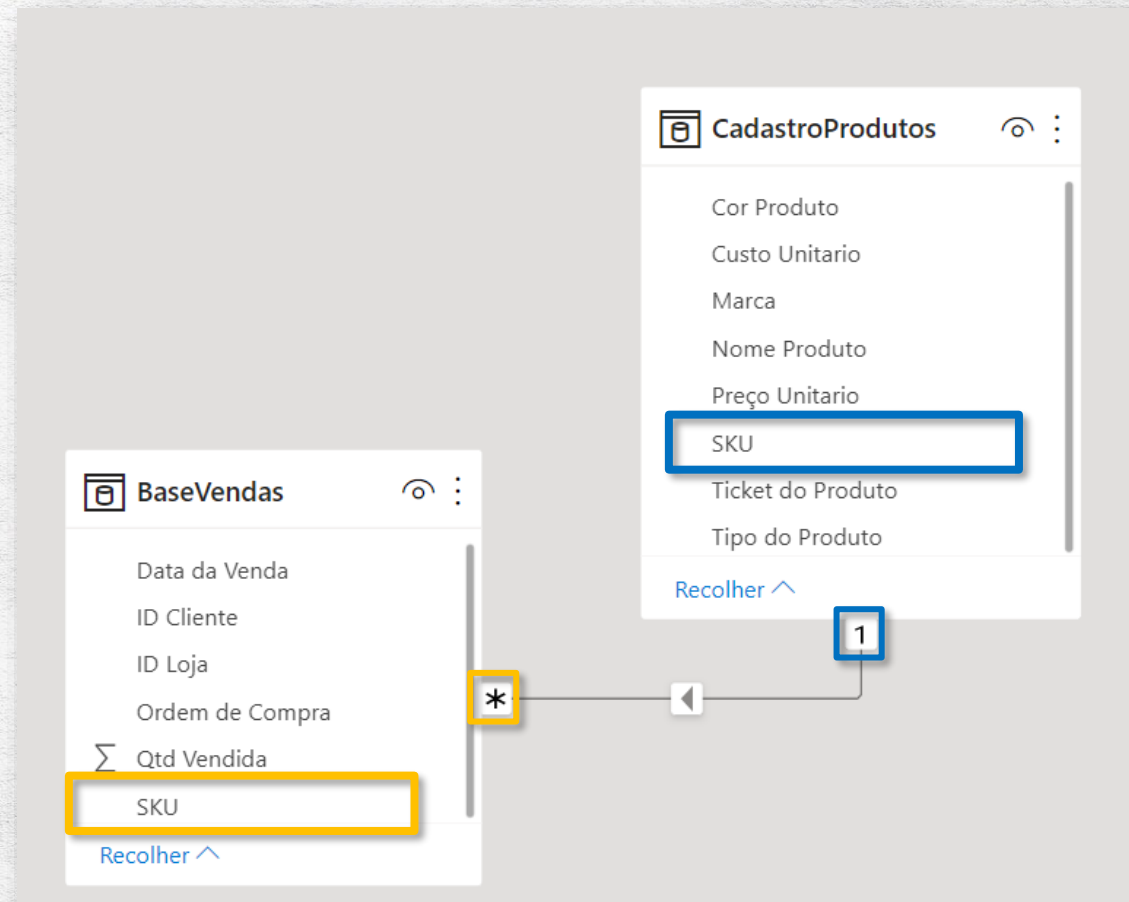 CadastroProdutos
Cor Produto
Custo Unitario
Marca
Nome Produto
Preço Unitario
SKU
Ticket do Produto
Tipo do Produto
Recolher
1
BaseVendas
Data da Venda
ID Cliente
ID Loja
Ordem de Compra
∑ Qtd Vendida
SKU
Recolher
*